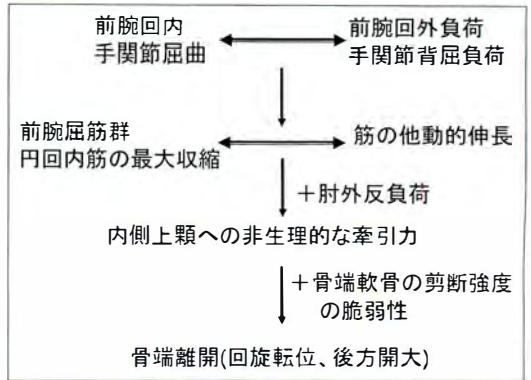 前腕回内 前腕回外負荷
手関節屈曲 手関節背屈負荷
前腕屈筋群 筋の他動的伸長
円回内筋の最大収縮
＋肘外反負荷
内側上顆への非生理的な牽引力
＋骨端軟骨の剪断強度
の脆弱性
骨端離開(回旋転位、後方開大)